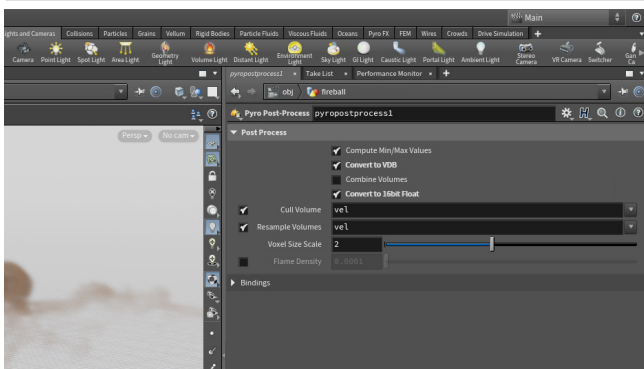 Main
ights and Cameras Collisions Particles Grains Vellum Rigid Bodies Particle Fluids Viscous Fluids Oceans Pyro FX FEM Wires Crowds Drive Simulation +
Camera Point Light Spot Light Area Light Geometry Light Volume Light Distant Light Environment Light Sky Light GI Light Caustic Light Portal Light Ambient Light Stereo Camera VR Camera Switcher
pyropostprocess1 × Take List × Performance Monitor × +
obj fireball
Pyro Post-Process pyropostprocess1
Persp No cam
Post Process
Compute Min/Max Values
Convert to VDB
Combine Volumes
Convert to 16bit Float
Cull Volume vel
Resample Volumes vel
Voxel Size Scale 2
Flame Density 0.0001
Bindings